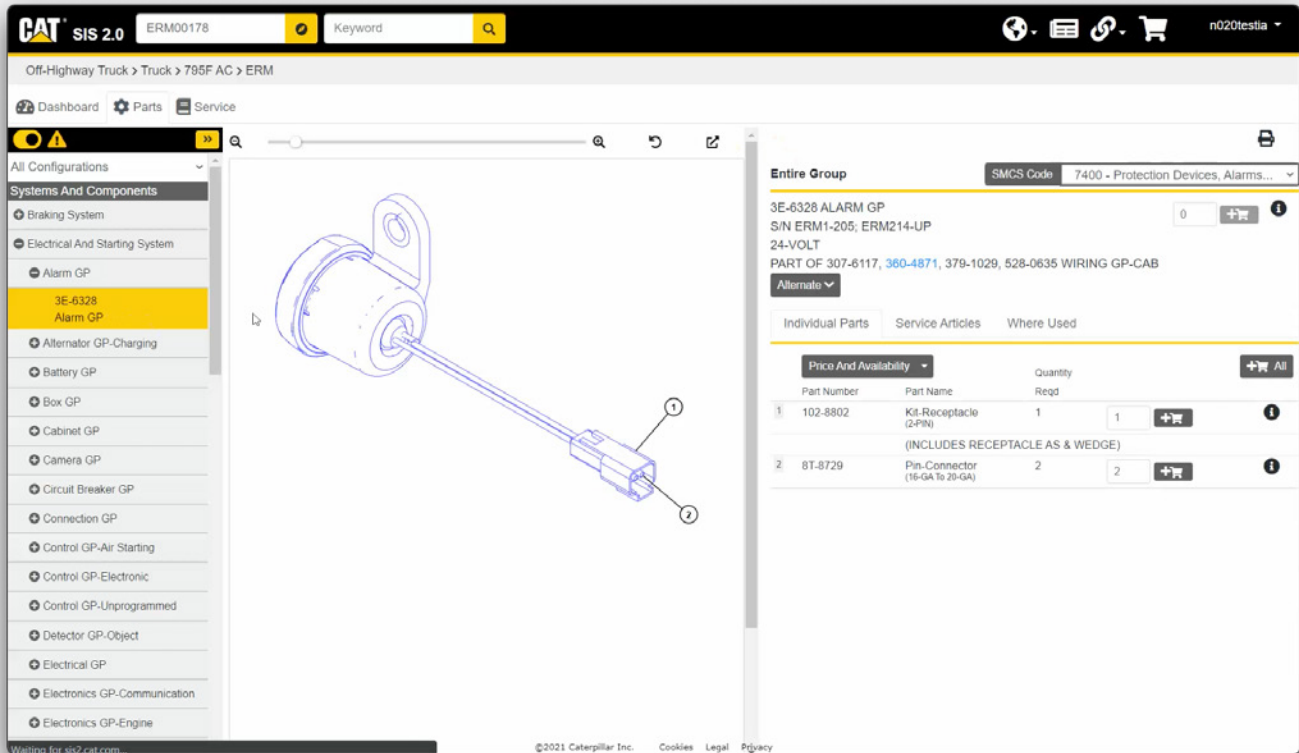 CAT SIS 2.0 ERM00178 Keyword n020testia
Off-Highway Truck > Truck > 795F AC > ERM
Dashboard Parts Service
All Configurations
Systems And Components
Braking System
Electrical And Starting System
Alarm GP
3E-6328
Alarm GP
Alternator GP-Charging
Battery GP
Box GP
Cabinet GP
Camera GP
Circuit Breaker GP
Connection GP
Control GP-Air Starting
Control GP-Electronic
Control GP-Unprogrammed
Detector GP-Object
Electrical GP
Electronics GP-Communication
Electronics GP-Engine
Waiting for sis2.cat.com...
1
2
Entire Group SMCS Code 7400 - Protection Devices, Alarms...
3E-6328 ALARM GP 0
S/N ERM1-205; ERM214-UP
24-VOLT
PART OF 307-6117, 360-4871, 379-1029, 528-0635 WIRING GP-CAB
Alternate
Individual Parts Service Articles Where Used
Price And Availability Quantity All
Part Number Part Name Reqd
1 102-8802 Kit-Receptacle 1 1
(2-PIN)
(INCLUDES RECEPTACLE AS & WEDGE)
2 8T-8729 Pin-Connector 2 2
(16-GA To 20-GA)
©2021 Caterpillar Inc. Cookies Legal Privacy